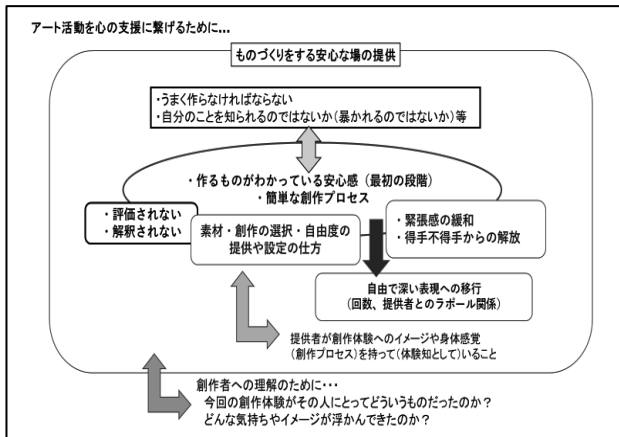 アート活動を心の支援に繋げるために…
ものづくりをする安心な場の提供
・うまく作らなければならない
・自分のことを知られるのではないか（暴かれるのではないか）等
・作るものがわかっている安心感（最初の段階）
・簡単な創作プロセス
・評価されない
・解釈されない
素材・創作の選択・自由度の
提供や設定の仕方
・緊張感の緩和
・得手不得手からの解放
自由で深い表現への移行
（回数、提供者とのラポール関係）
提供者が創作体験へのイメージや身体感覚
（創作プロセス）を持って（体験知として）いること
創作者への理解のために・・・
今回の創作体験がその人にとってどういうものだったのか？
どんな気持ちやイメージが浮かんできたのか？